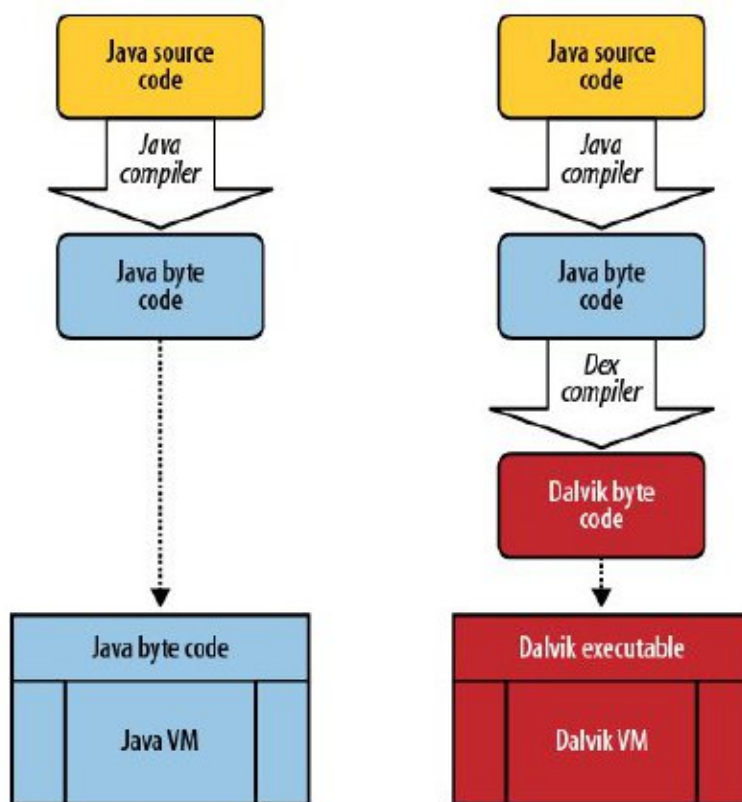 Java source
code
Java
compiler
Java byte
code
Java byte code
Java VM
Java source
code
Java
compiler
Java byte
code
Dex
compiler
Dalvik byte
code
Dalvik executable
Dalvik VM